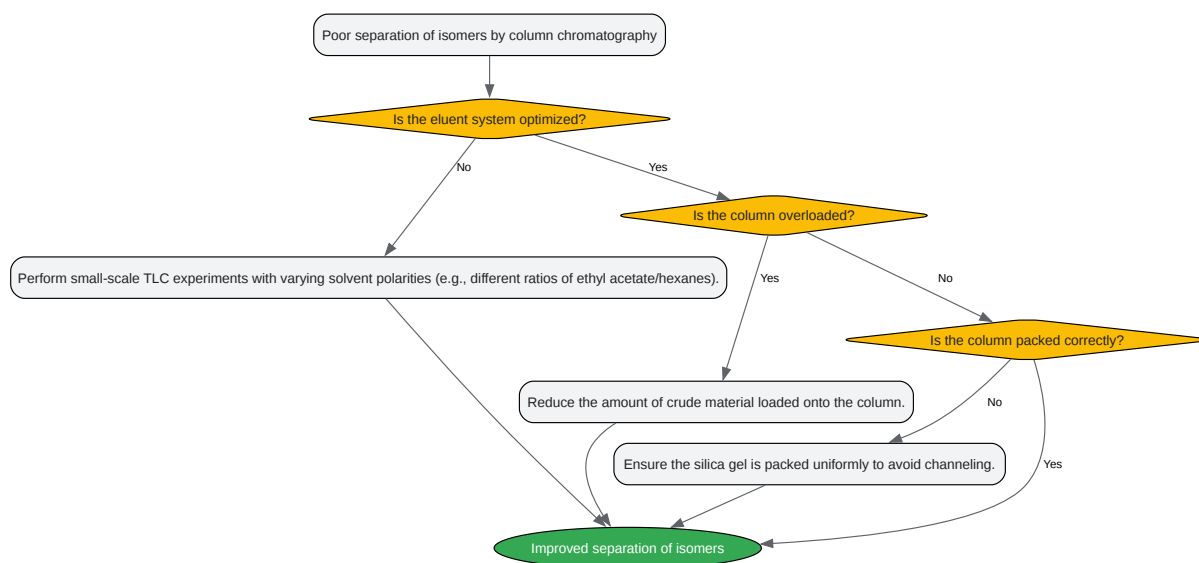 Poor separation of isomers by column chromatography
Is the eluent system optimized?
No
Yes
Is the column overloaded?
Perform small-scale TLC experiments with varying solvent polarities (e.g., different ratios of ethyl acetate/hexanes).
Yes
No
Is the column packed correctly?
Reduce the amount of crude material loaded onto the column.
No
Ensure the silica gel is packed uniformly to avoid channeling.
Yes
Improved separation of isomers